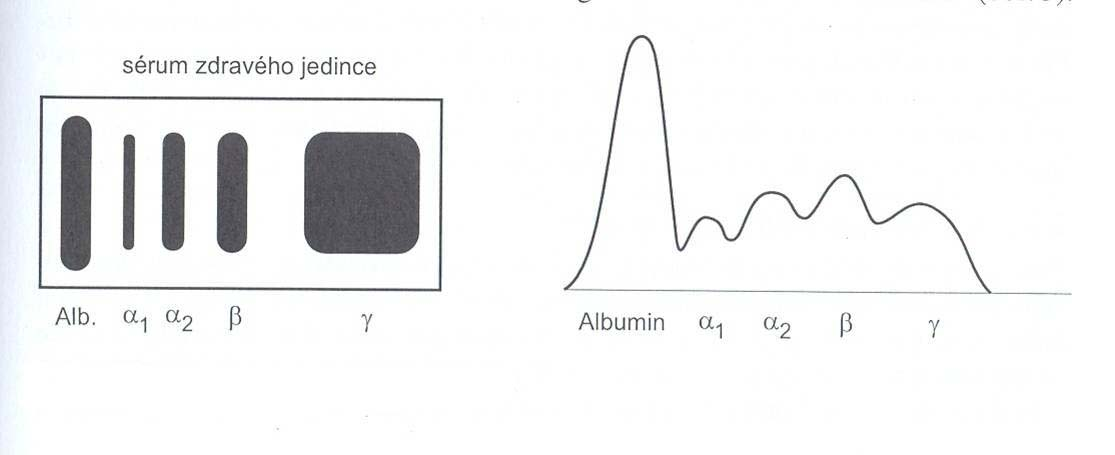 sérum zdravého jedince
Alb. α1 α2 β γ
Albumin α1 α2 β γ